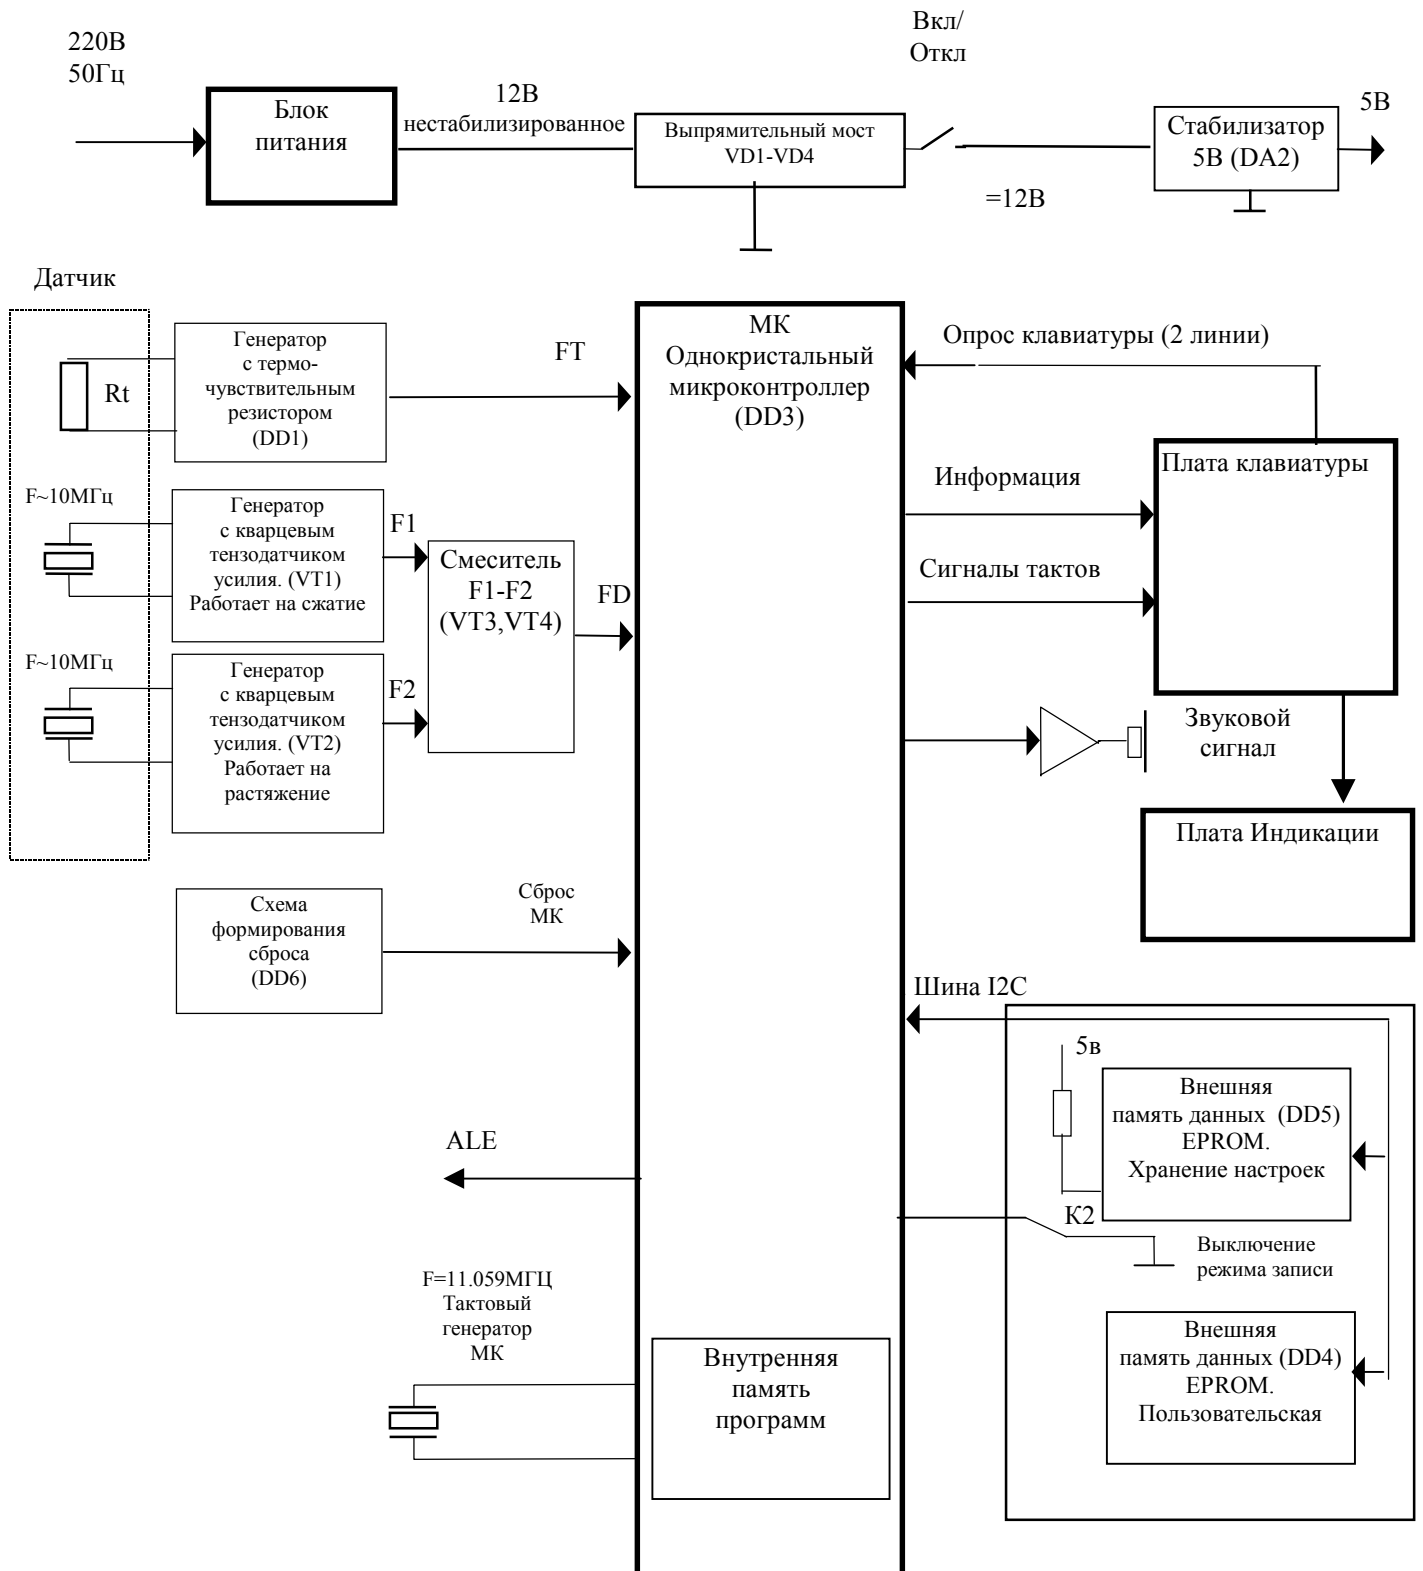 220В
50Гц
Блок
питания
12В
нестабилизированное
Выпрямительный мост
VD1-VD4
Вкл/
Откл
=12В
Стабилизатор
5В (DA2)
5В
Датчик
Rt
Генератор
с термо-
чувствительным
резистором
(DD1)
FT
F~10МГц
Генератор
с кварцевым
тензодатчиком
усилия. (VT1)
Работает на сжатие
F1
Смеситель
F1-F2
(VT3,VT4)
FD
F~10МГц
Генератор
с кварцевым
тензодатчиком
усилия. (VT2)
Работает на
растяжение
F2
Схема
формирования
сброса
(DD6)
Сброс
МК
ALE
F=11.059МГЦ
Тактовый
генератор
МК
МК
Однокристальный
микроконтроллер
(DD3)
Внутренняя
память
программ
Опрос клавиатуры (2 линии)
Информация
Сигналы тактов
Плата клавиатуры
Звуковой
сигнал
Плата Индикации
Шина I2C
5в
Внешняя
память данных (DD5)
EPROM.
Хранение настроек
К2
Выключение
режима записи
Внешняя
память данных (DD4)
EPROM.
Пользовательская